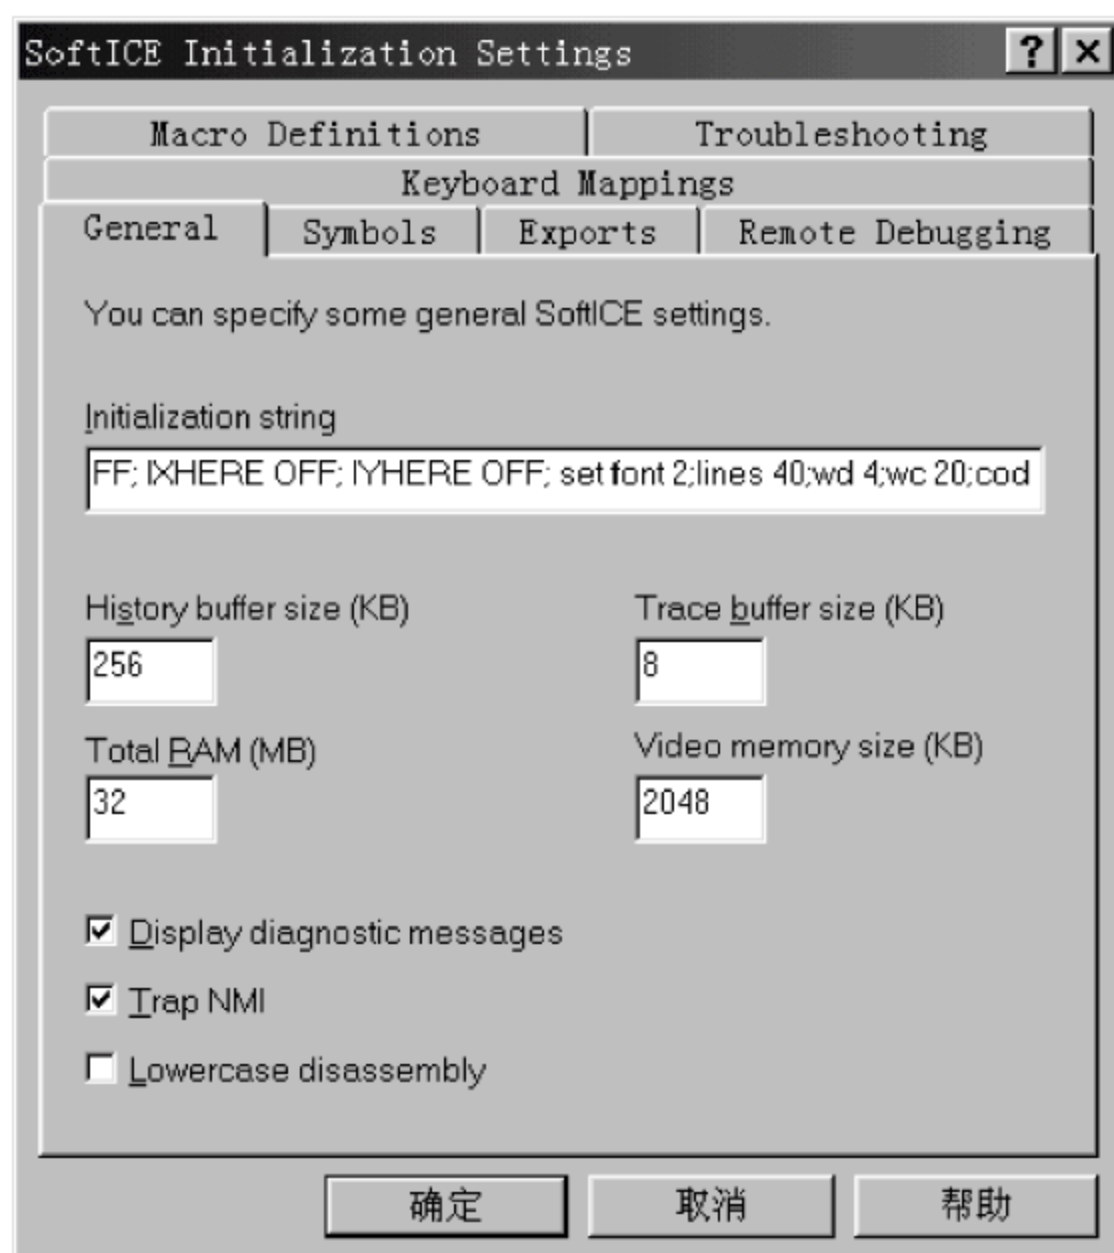 SoftICE Initialization Settings
Macro Definitions Troubleshooting
Keyboard Mappings
General Symbols Exports Remote Debugging
You can specify some general SoftICE settings.
Initialization string
FF; IXHERE OFF; IYHERE OFF; set font 2;lines 40;wd 4;wc 20;cod
History buffer size (KB) Trace buffer size (KB)
256 8
Total RAM (MB) Video memory size (KB)
32 2048
Display diagnostic messages
Trap NMI
Lowercase disassembly
确定 取消 帮助